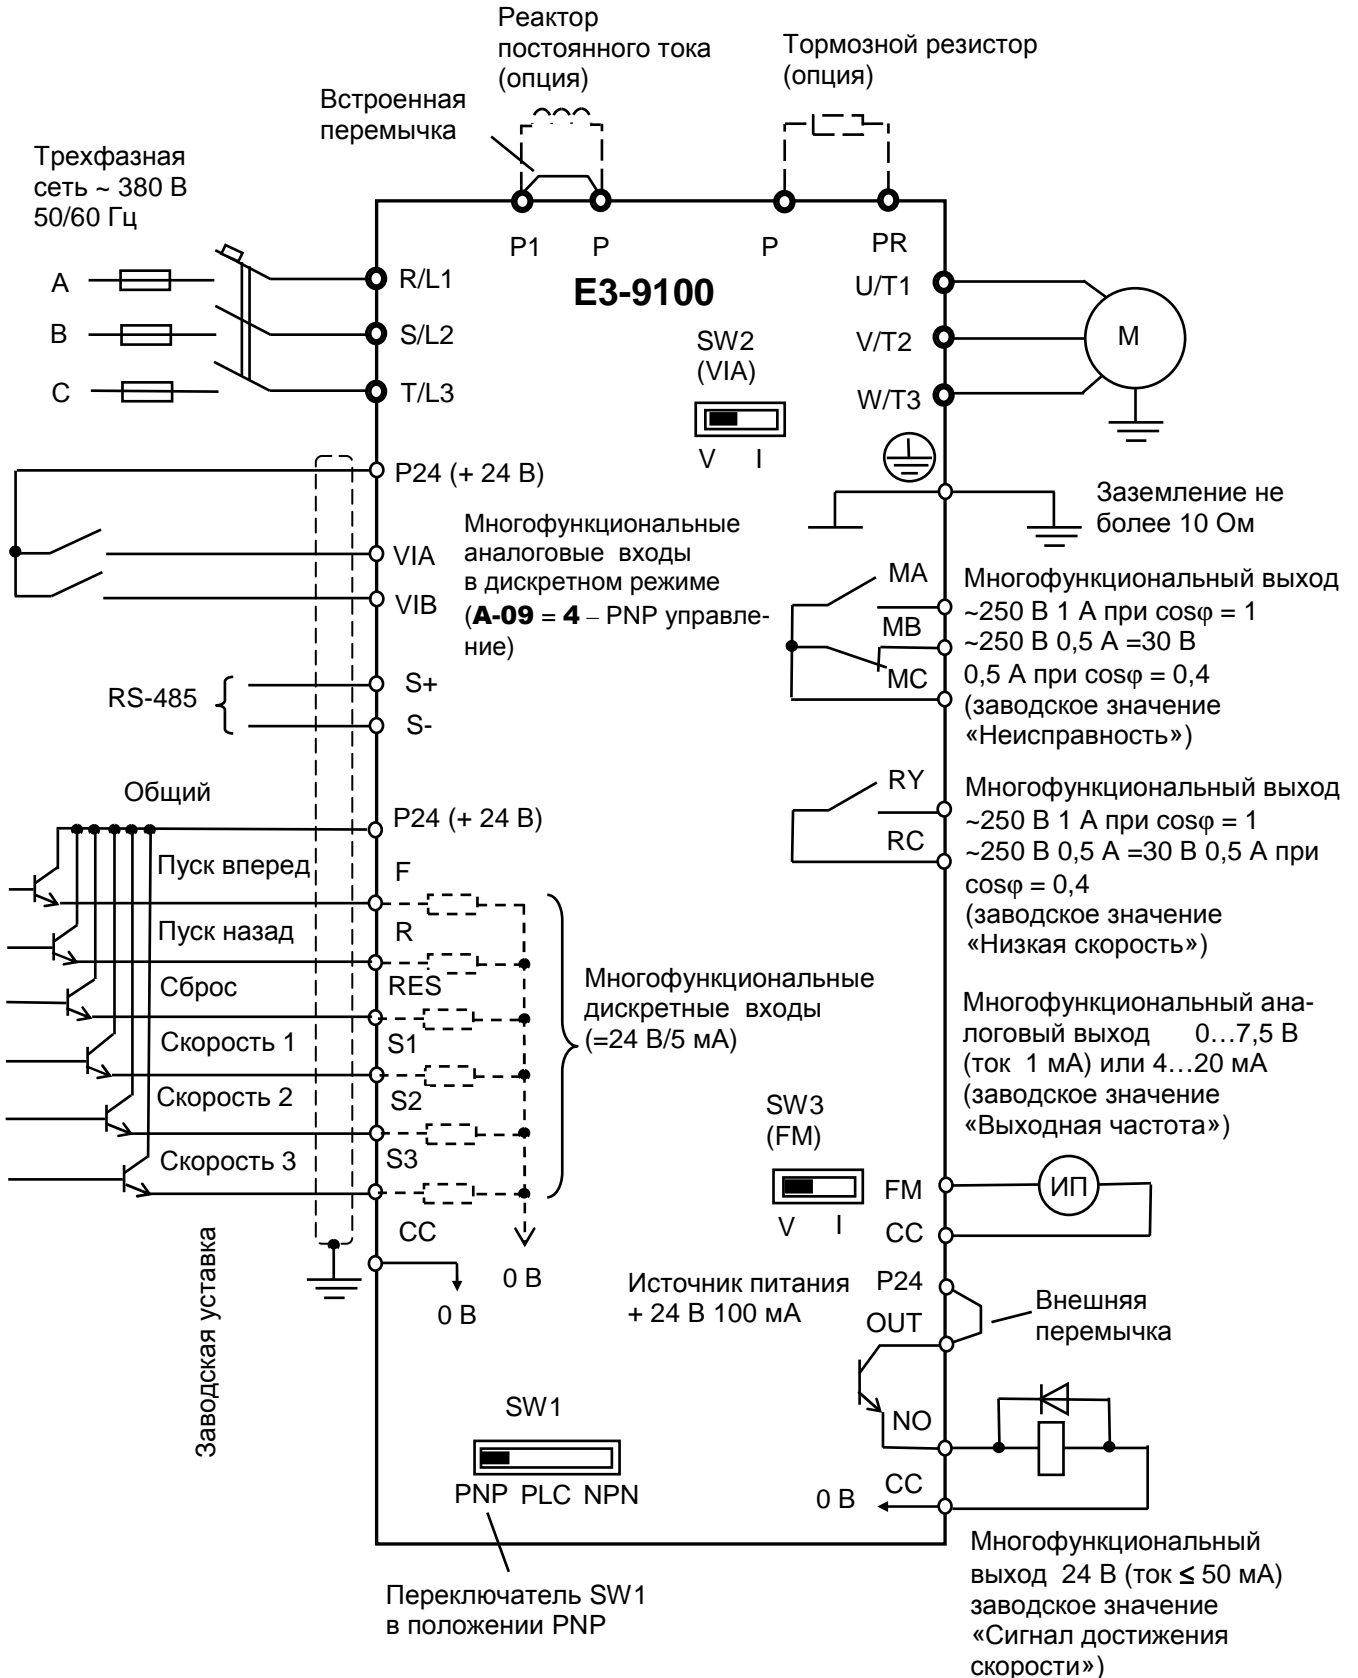 Реактор
постоянного тока
(опция)
Тормозной резистор
(опция)
Встроенная
перемычка
Трехфазная
сеть ~ 380 В
50/60 Гц
P1
P
P
PR
E3-9100
A
B
C
R/L1
S/L2
T/L3
U/T1
V/T2
W/T3
M
SW2
(VIA)
V
I
P24 (+ 24 В)
VIA
VIB
Многофункциональные
аналоговые входы
в дискретном режиме
(A-09 = 4 – PNP управле-
ние)
Заземление не
более 10 Ом
MA
MB
MC
Многофункциональный выход
~250 В 1 А при cosφ = 1
~250 В 0,5 А =30 В
0,5 А при cosφ = 0,4
(заводское значение
«Неисправность»)
RS-485
S+
S-
RY
RC
Многофункциональный выход
~250 В 1 А при cosφ = 1
~250 В 0,5 А =30 В 0,5 А при
cosφ = 0,4
(заводское значение
«Низкая скорость»)
Общий
P24 (+ 24 В)
Пуск вперед
F
Пуск назад
R
Сброс
RES
Скорость 1
S1
Скорость 2
S2
Скорость 3
S3
CC
0 В
0 В
Многофункциональные
дискретные входы
(=24 В/5 мА)
Заводская уставка
Многофункциональный ана-
логовый выход 0…7,5 В
(ток 1 мА) или 4…20 мА
(заводское значение
«Выходная частота»)
SW3
(FM)
V
I
FM
CC
ИП
Источник питания
+ 24 В 100 мА
P24
OUT
Внешняя
перемычка
NO
CC
0 В
SW1
PNP PLC NPN
Переключатель SW1
в положении PNP
Многофункциональный
выход 24 В (ток ≤ 50 мА)
заводское значение
«Сигнал достижения
скорости»)